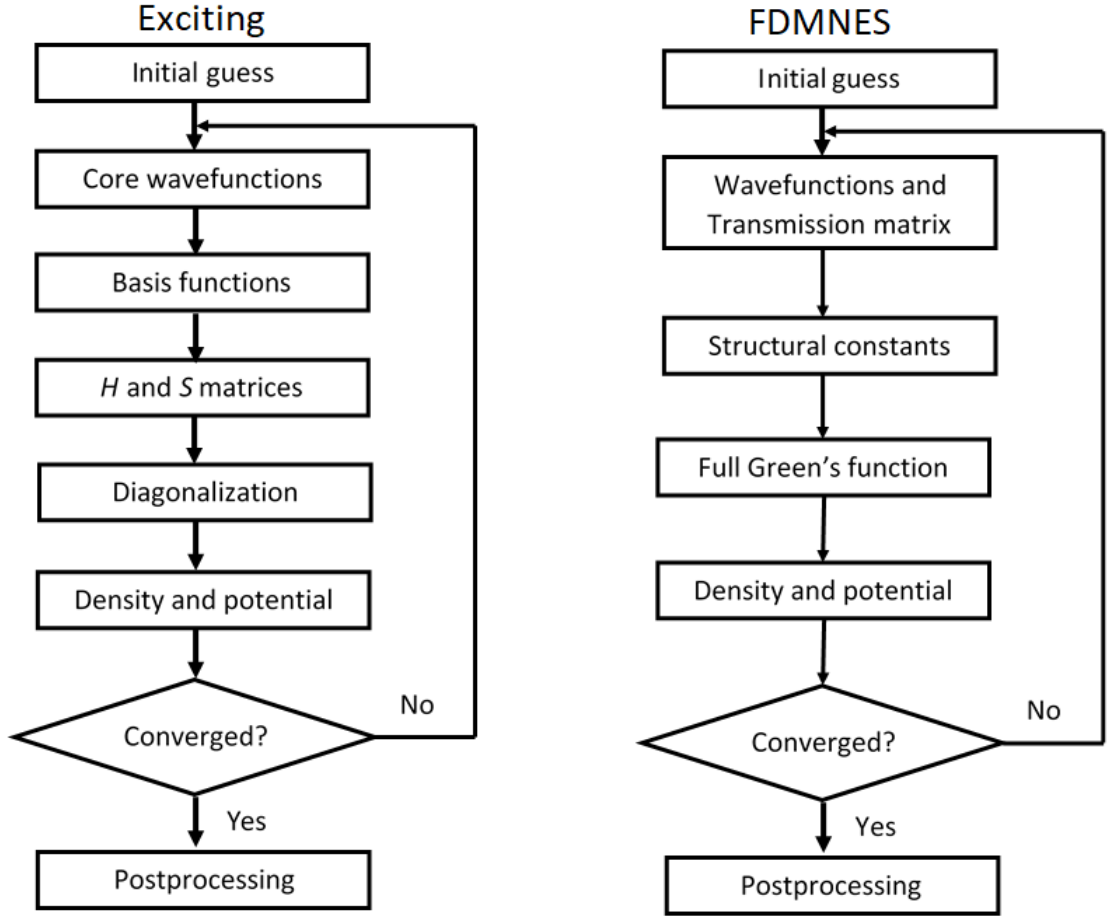 Exciting
Initial guess
Core wavefunctions
Basis functions
H and S matrices
Diagonalization
Density and potential
Converged?
No
Yes
Postprocessing
FDMNES
Initial guess
Wavefunctions and
Transmission matrix
Structural constants
Full Green’s function
Density and potential
Converged?
No
Yes
Postprocessing